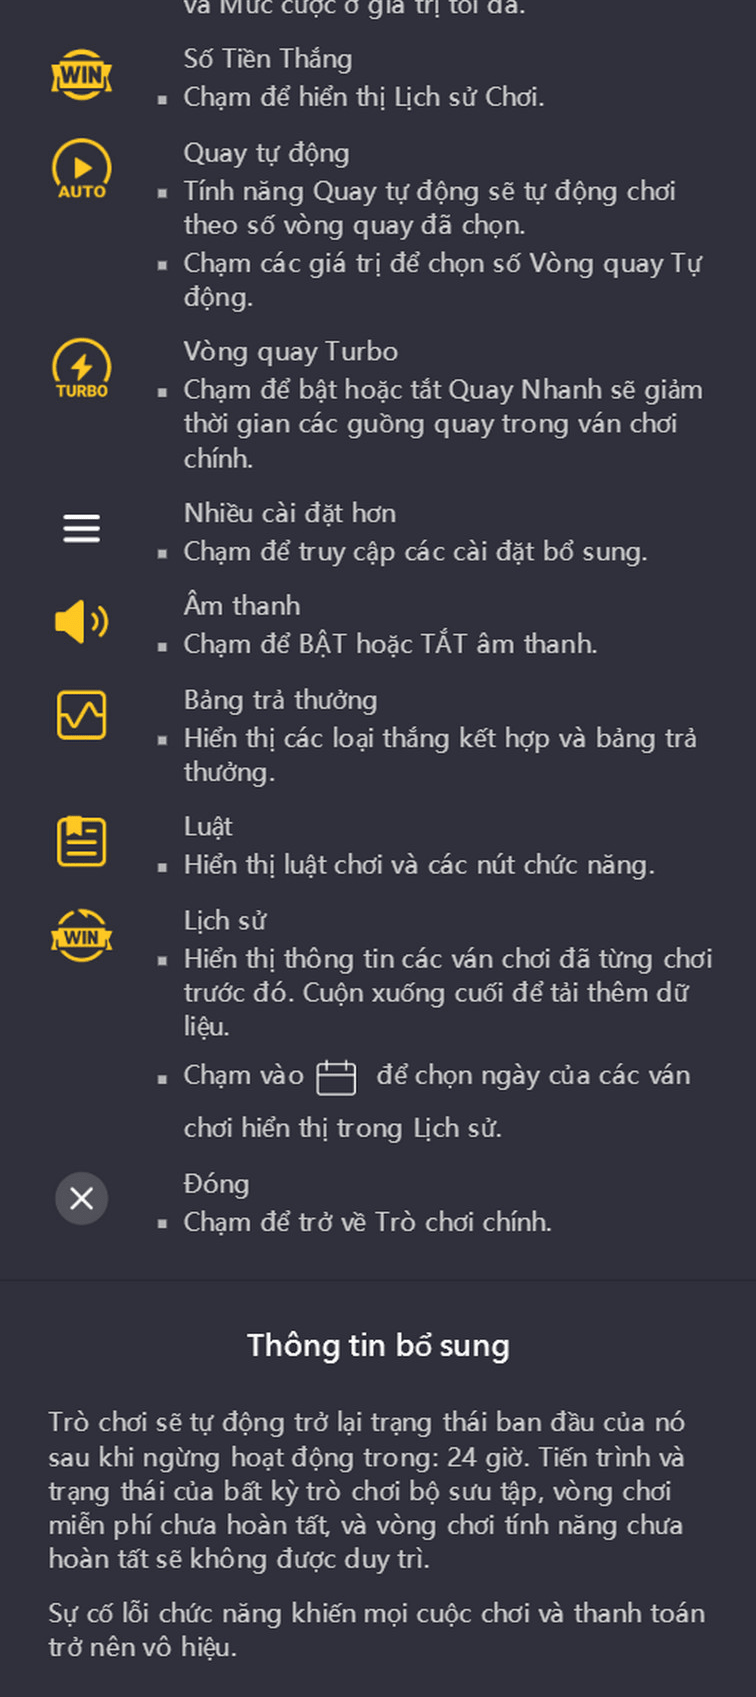 và Mức cược ở giá trị tối đa.
Số Tiền Thắng
WIN
▪ Chạm để hiển thị Lịch sử Chơi.
Quay tự động
AUTO
▪ Tính năng Quay tự động sẽ tự động chơi
theo số vòng quay đã chọn.
▪ Chạm các giá trị để chọn số Vòng quay Tự
động.
Vòng quay Turbo
TURBO
▪ Chạm để bật hoặc tắt Quay Nhanh sẽ giảm
thời gian các guồng quay trong ván chơi
chính.
Nhiều cài đặt hơn
▪ Chạm để truy cập các cài đặt bổ sung.
Âm thanh
▪ Chạm để BẬT hoặc TẮT âm thanh.
Bảng trả thưởng
▪ Hiển thị các loại thắng kết hợp và bảng trả
thưởng.
Luật
▪ Hiển thị luật chơi và các nút chức năng.
Lịch sử
WIN
▪ Hiển thị thông tin các ván chơi đã từng chơi
trước đó. Cuộn xuống cuối để tải thêm dữ
liệu.
▪ Chạm vào để chọn ngày của các ván
chơi hiển thị trong Lịch sử.
Đóng
▪ Chạm để trở về Trò chơi chính.
Thông tin bổ sung
Trò chơi sẽ tự động trở lại trạng thái ban đầu của nó
sau khi ngừng hoạt động trong: 24 giờ. Tiến trình và
trạng thái của bất kỳ trò chơi bộ sưu tập, vòng chơi
miễn phí chưa hoàn tất, và vòng chơi tính năng chưa
hoàn tất sẽ không được duy trì.
Sự cố lỗi chức năng khiến mọi cuộc chơi và thanh toán
trở nên vô hiệu.